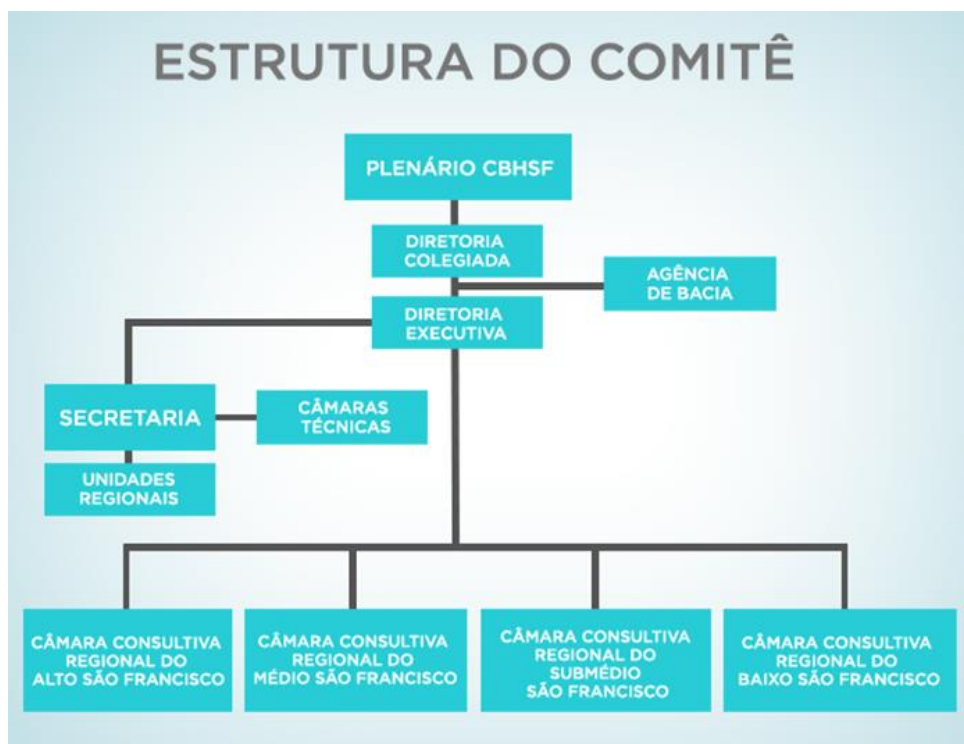 ESTRUTURA DO COMITÊ
PLENÁRIO CBHSF
DIRETORIA
COLEGIADA
AGÊNCIA
DE BACIA
DIRETORIA
EXECUTIVA
SECRETARIA
CÂMARAS
TÉCNICAS
UNIDADES
REGIONAIS
CÂMARA CONSULTIVA
REGIONAL DO
ALTO SÃO FRANCISCO
CÂMARA CONSULTIVA
REGIONAL DO
MÉDIO SÃO FRANCISCO
CÂMARA CONSULTIVA
REGIONAL DO
SUBMÉDIO
SÃO FRANCISCO
CÂMARA CONSULTIVA
REGIONAL DO
BAIXO SÃO FRANCISCO